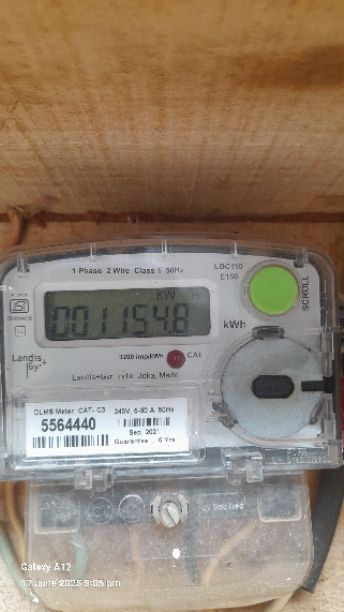 1 Phase 2 Wire Class 1 50Hz
LGC110
E150
SCROLL
KW H
001154.8
kWh
3200 imp/kWh
CAL
Landis
Gyr+
DLMS Meter CAT- C3
240V, 5-30 A 50Hz
5564440
Sep, 2021
Guarantee : 5 Yrs.
Galaxy A12
17 June 2025 5:05 pm